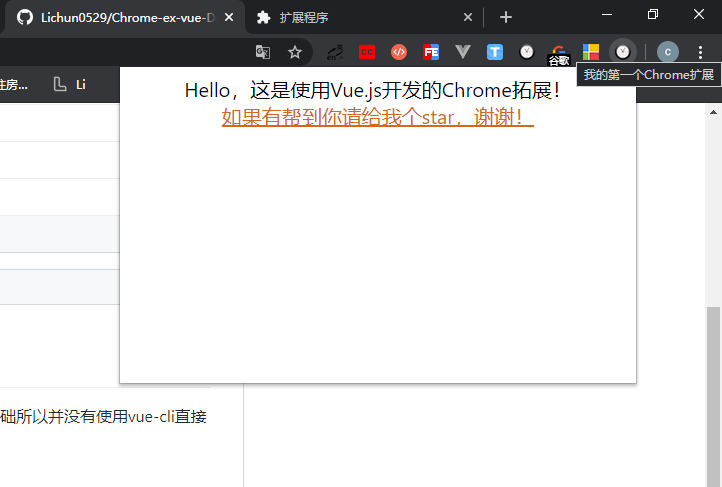 Lichun0529/Chrome-ex-vue-D
扩展程序
谷歌
c
我的第一个Chrome扩展
住房...
Li
Hello，这是使用Vue.js开发的Chrome拓展！
如果有帮到你请给我个star，谢谢！
础所以并没有使用vue-cli直接